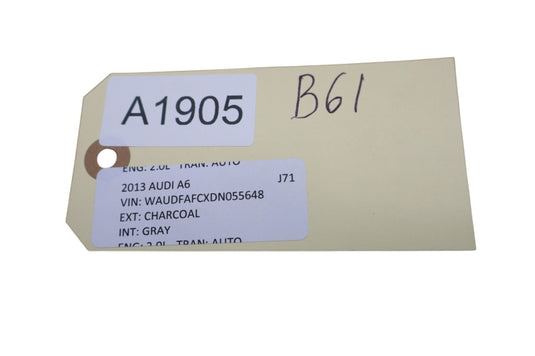 A1905
B61
ENG: 2.0L TRAN: AUTO
2013 AUDI A6 J71
VIN: WAUDFAFCXDN055648
EXT: CHARCOAL
INT: GRAY
ENG: 2.0L TRAN: AUTO